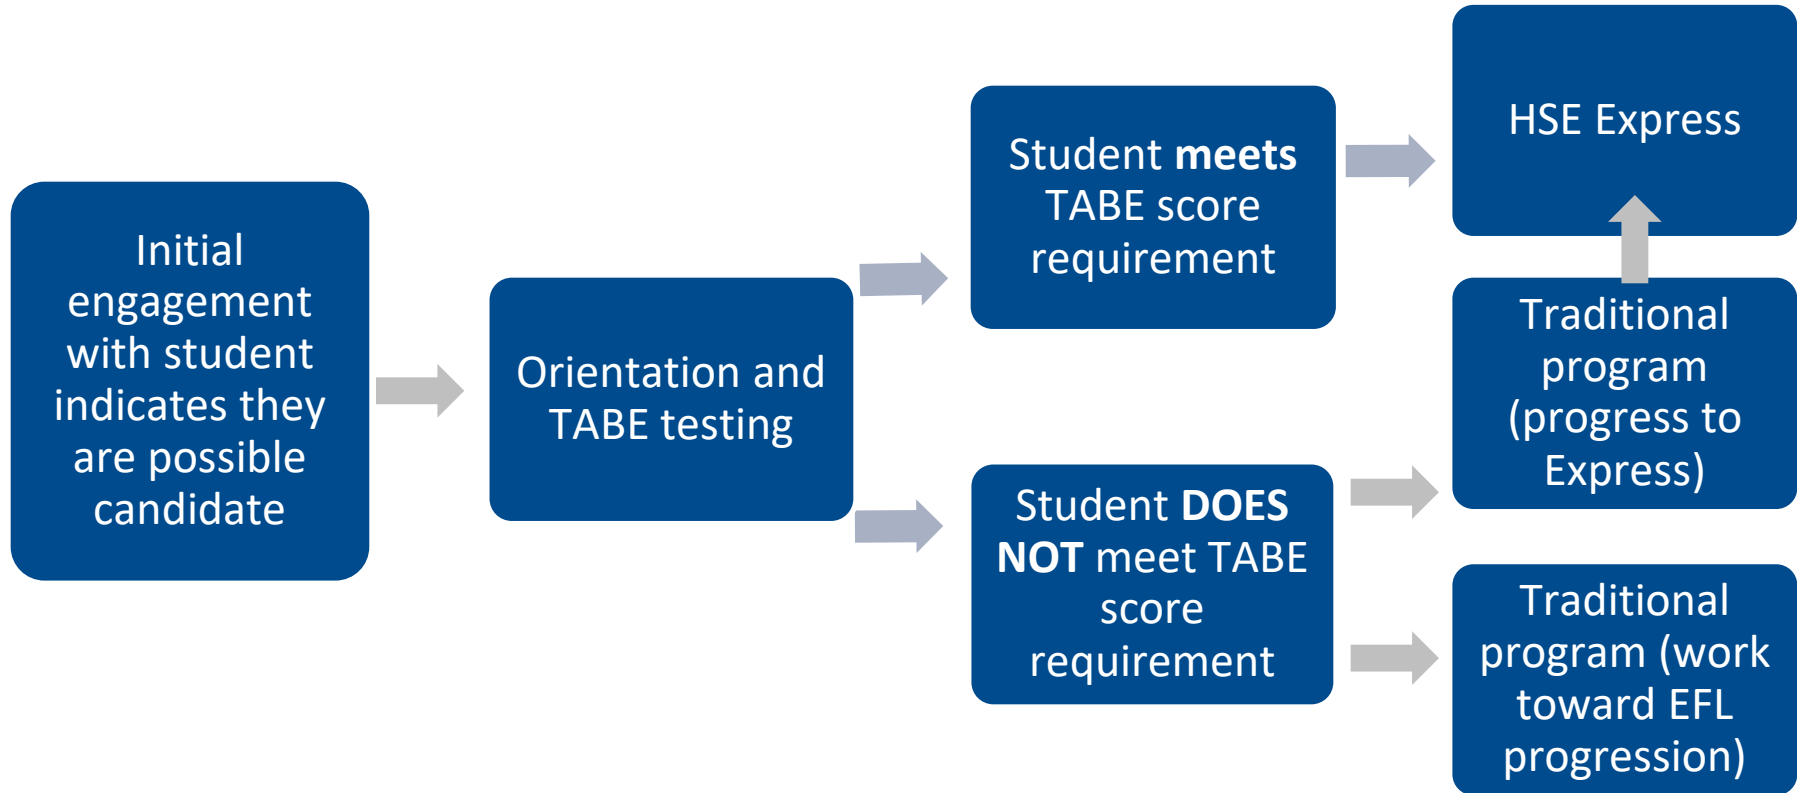 Initial
engagement
with student
indicates they
are possible
candidate
Orientation and
TABE testing
Student meets
TABE score
requirement
Student DOES
NOT meet TABE
score
requirement
HSE Express
Traditional
program
(progress to
Express)
Traditional
program (work
toward EFL
progression)